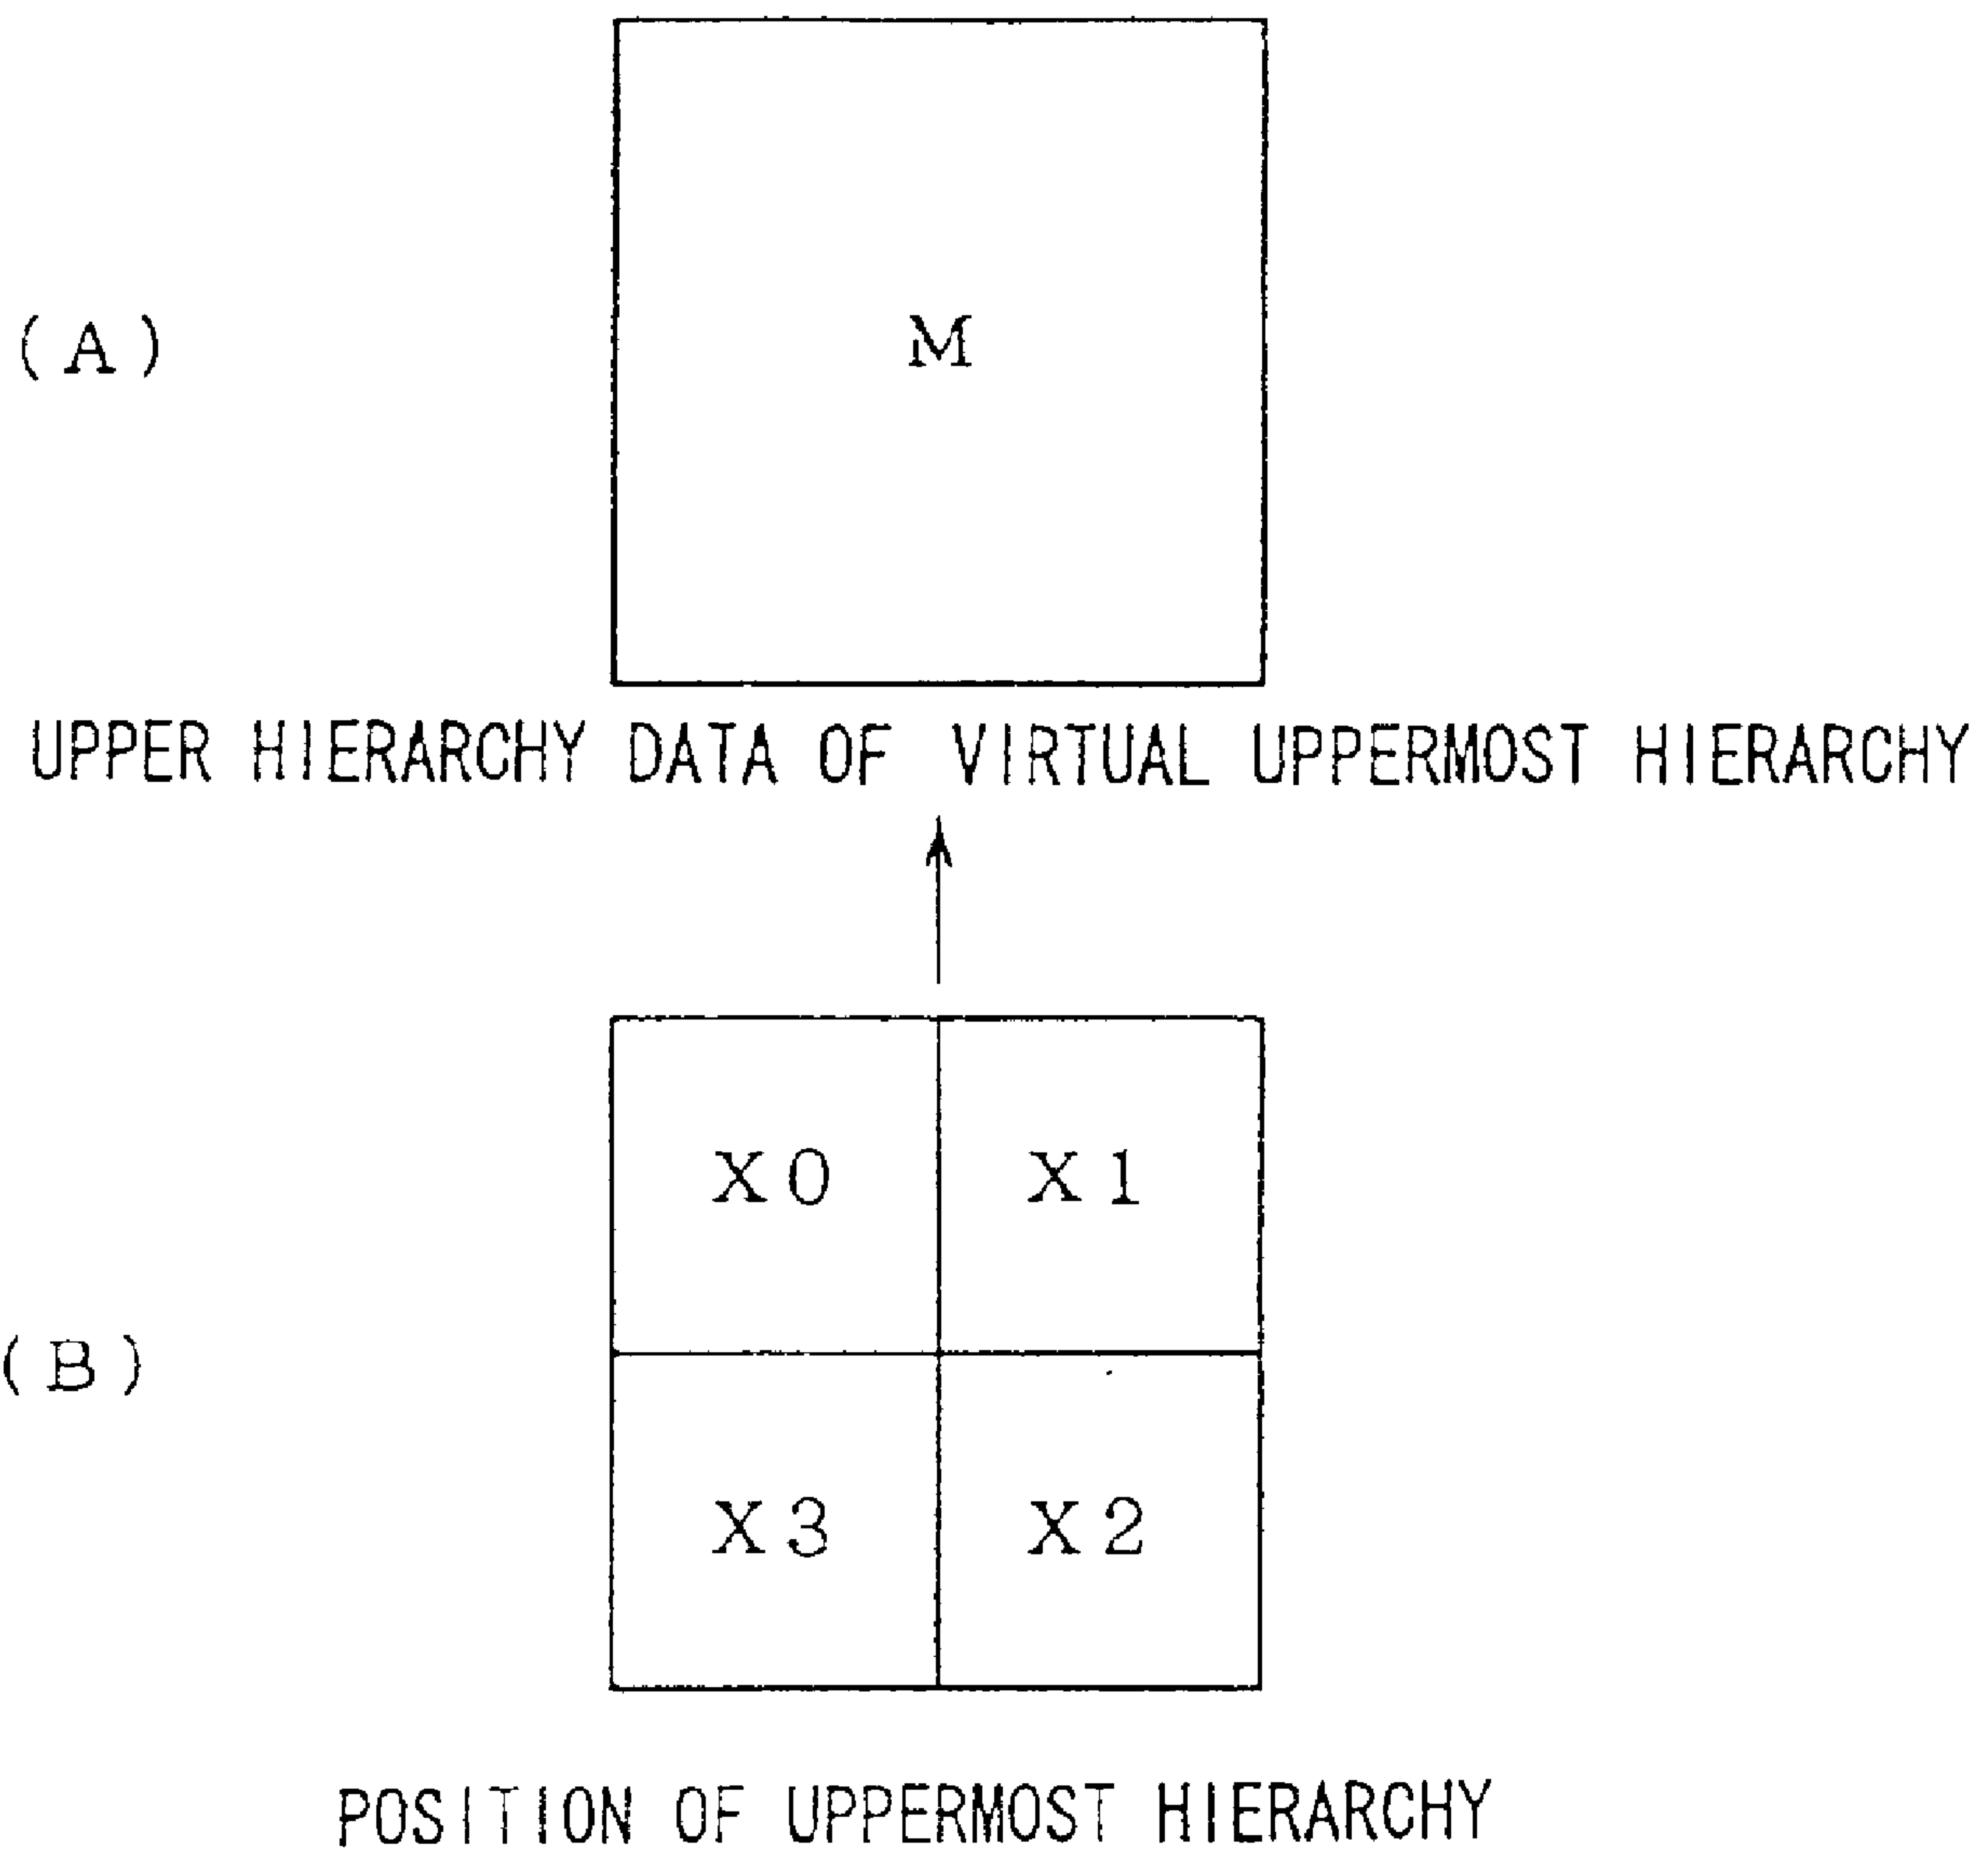 (A)
M
UPPER HIERARCHY DATA OF VIRTUAL UPPERMOST HIERARCHY
X0 X1
(B)
X3 X2
POSITION OF UPPERMOST HIERARCHY